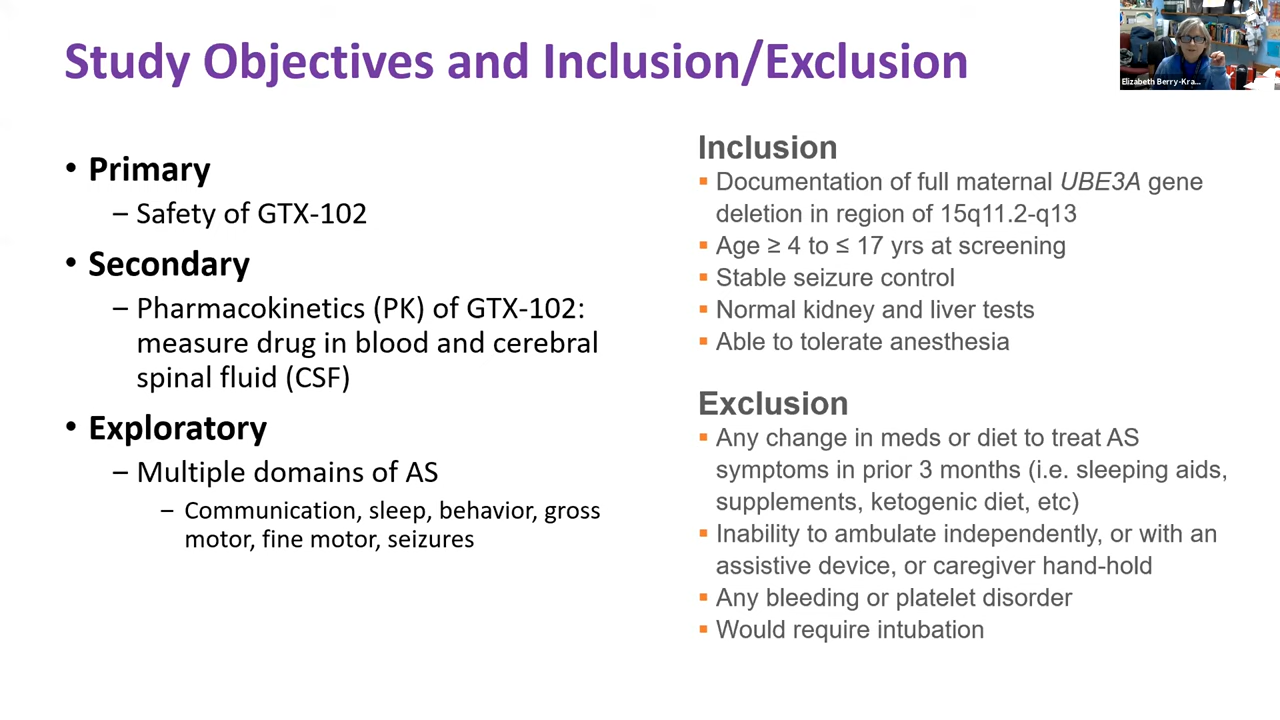 Study Objectives and Inclusion/Exclusion
Elizabeth Berry-Kra...
• Primary
– Safety of GTX-102
• Secondary
– Pharmacokinetics (PK) of GTX-102:
measure drug in blood and cerebral
spinal fluid (CSF)
• Exploratory
– Multiple domains of AS
– Communication, sleep, behavior, gross
motor, fine motor, seizures
Inclusion
▪ Documentation of full maternal UBE3A gene
deletion in region of 15q11.2-q13
▪ Age ≥ 4 to ≤ 17 yrs at screening
▪ Stable seizure control
▪ Normal kidney and liver tests
▪ Able to tolerate anesthesia
Exclusion
▪ Any change in meds or diet to treat AS
symptoms in prior 3 months (i.e. sleeping aids,
supplements, ketogenic diet, etc)
▪ Inability to ambulate independently, or with an
assistive device, or caregiver hand-hold
▪ Any bleeding or platelet disorder
▪ Would require intubation